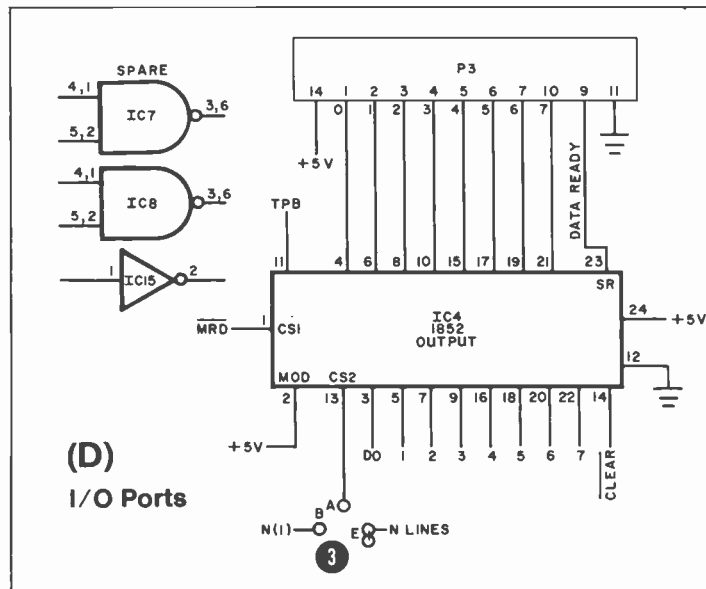 SPARE
4,1
5,2
IC7
3,6
4,1
5,2
IC8
3,6
1
IC15
2
P3
14 1 2 3 4 5 6 7 10 9 11
0 1 2 3 4 5 6 7
+5V
DATA READY
TPB
11 4 6 8 10 15 17 19 21 23
SR
MRD 1 CS1
IC4
1852
OUTPUT
24
+5V
12
MOD CS2
2 13 3 5 7 9 16 18 20 22 14
+5V
D0 1 2 3 4 5 6 7
CLEAR
(D)
I/O Ports
A
B
N(1)
E
N LINES
3